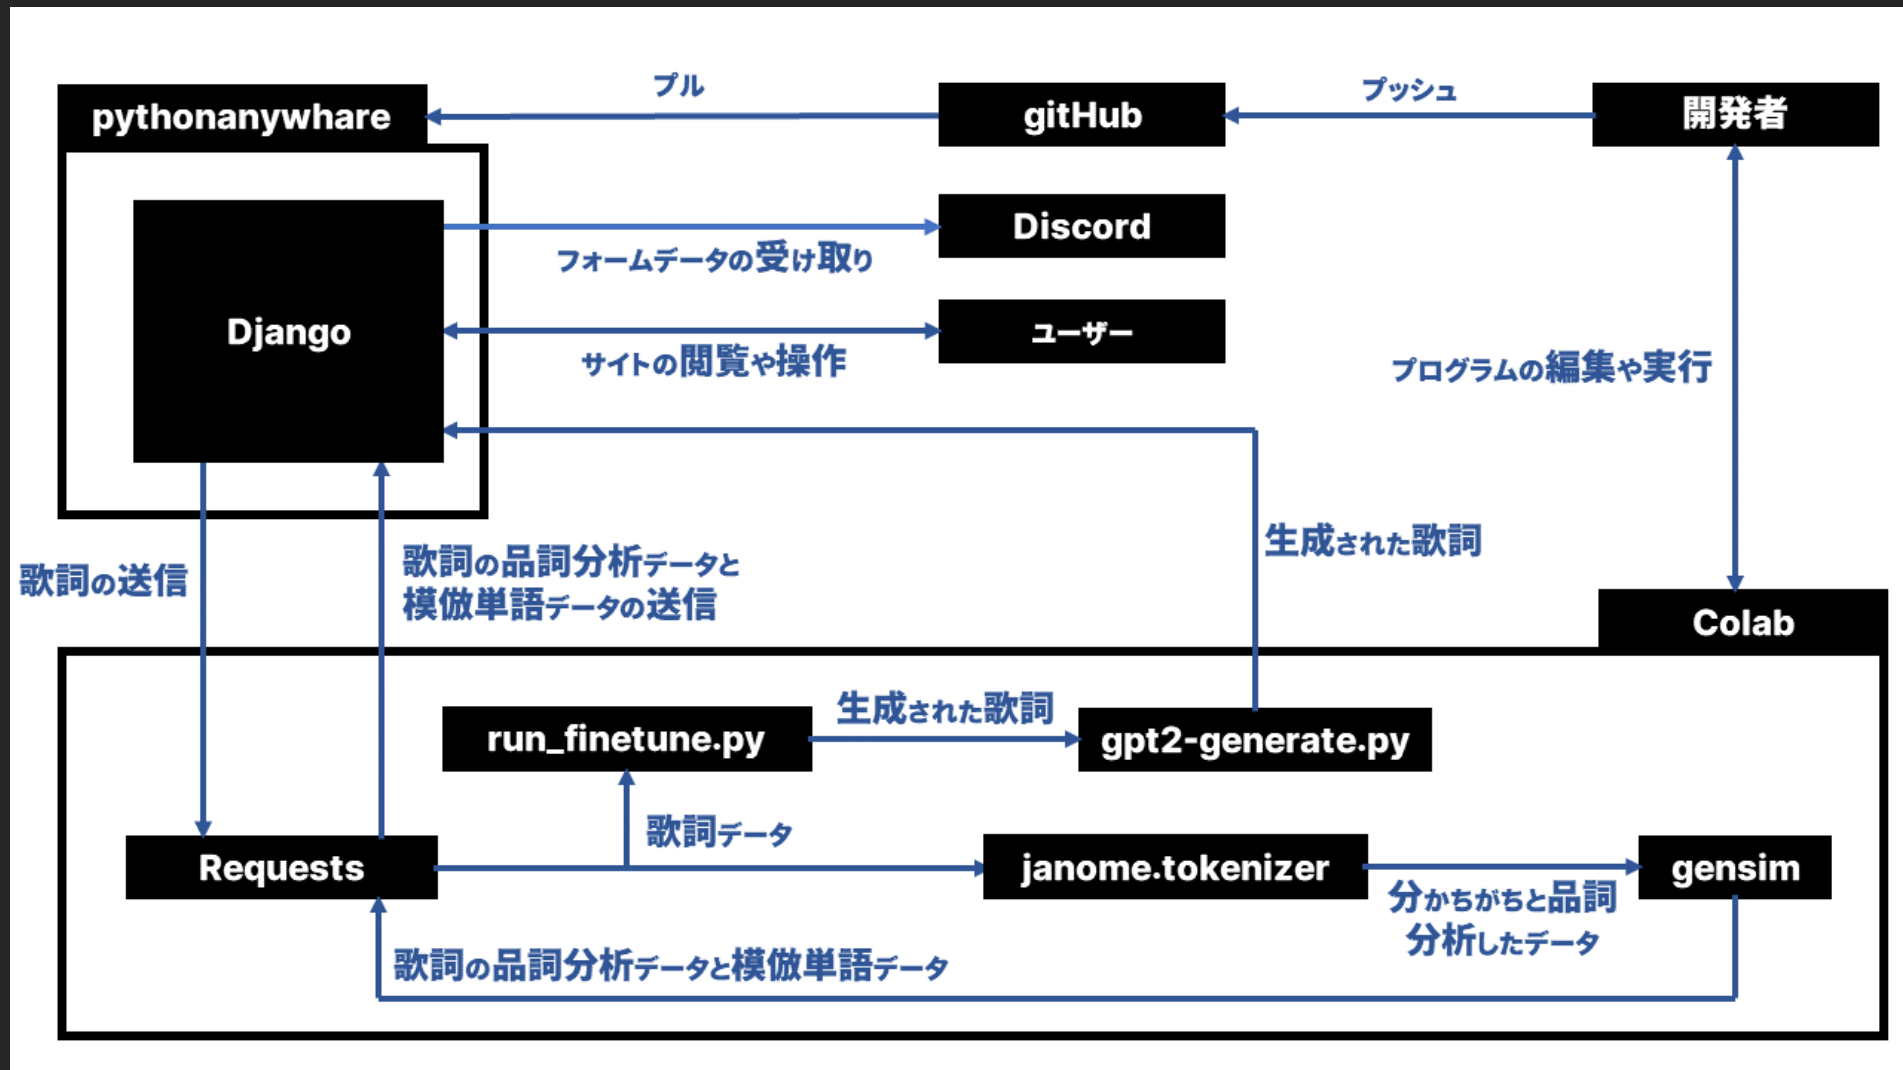 pythonanywhare
プル
gitHub
プッシュ
開発者
Django
フォームデータの受け取り
Discord
サイトの閲覧や操作
ユーザー
プログラムの編集や実行
歌詞の送信
歌詞の品詞分析データと
模倣単語データの送信
生成された歌詞
Colab
run_finetune.py
生成された歌詞
gpt2-generate.py
歌詞データ
Requests
janome.tokenizer
分かちがちと品詞
分析したデータ
gensim
歌詞の品詞分析データと模倣単語データ